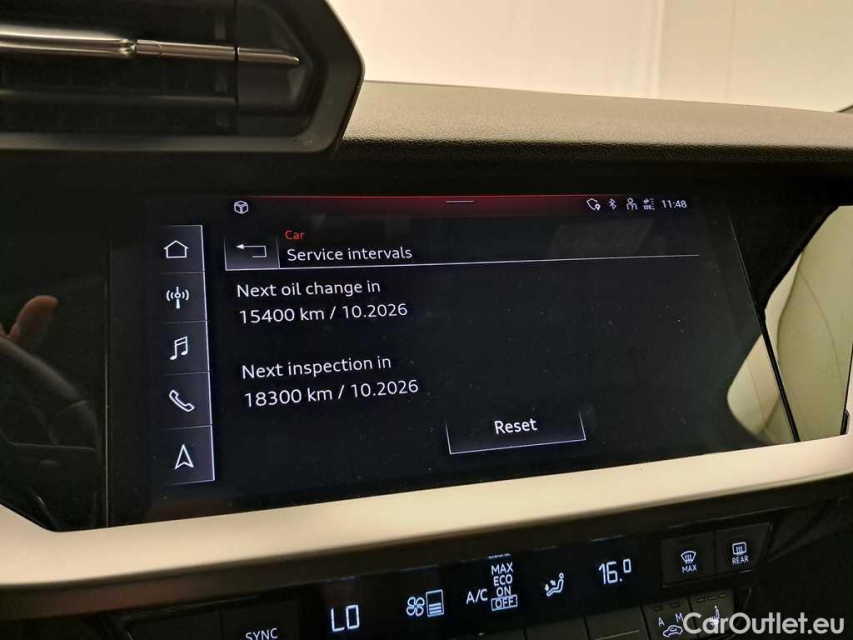 11:48
Car
Service intervals
Next oil change in
15400 km / 10.2026
Next inspection in
18300 km / 10.2026
Reset
MAX
REAR
MAX
ECO
A/C ON
OFF
16.0
LO
SYNC
A
M
CarOutlet.eu